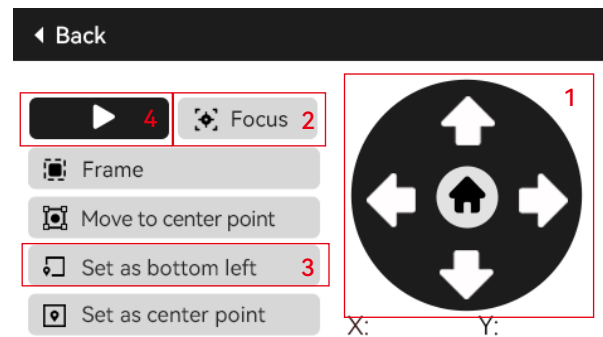 Back
4
Focus 2
1
Frame
Move to center point
Set as bottom left 3
Set as center point
X: Y: